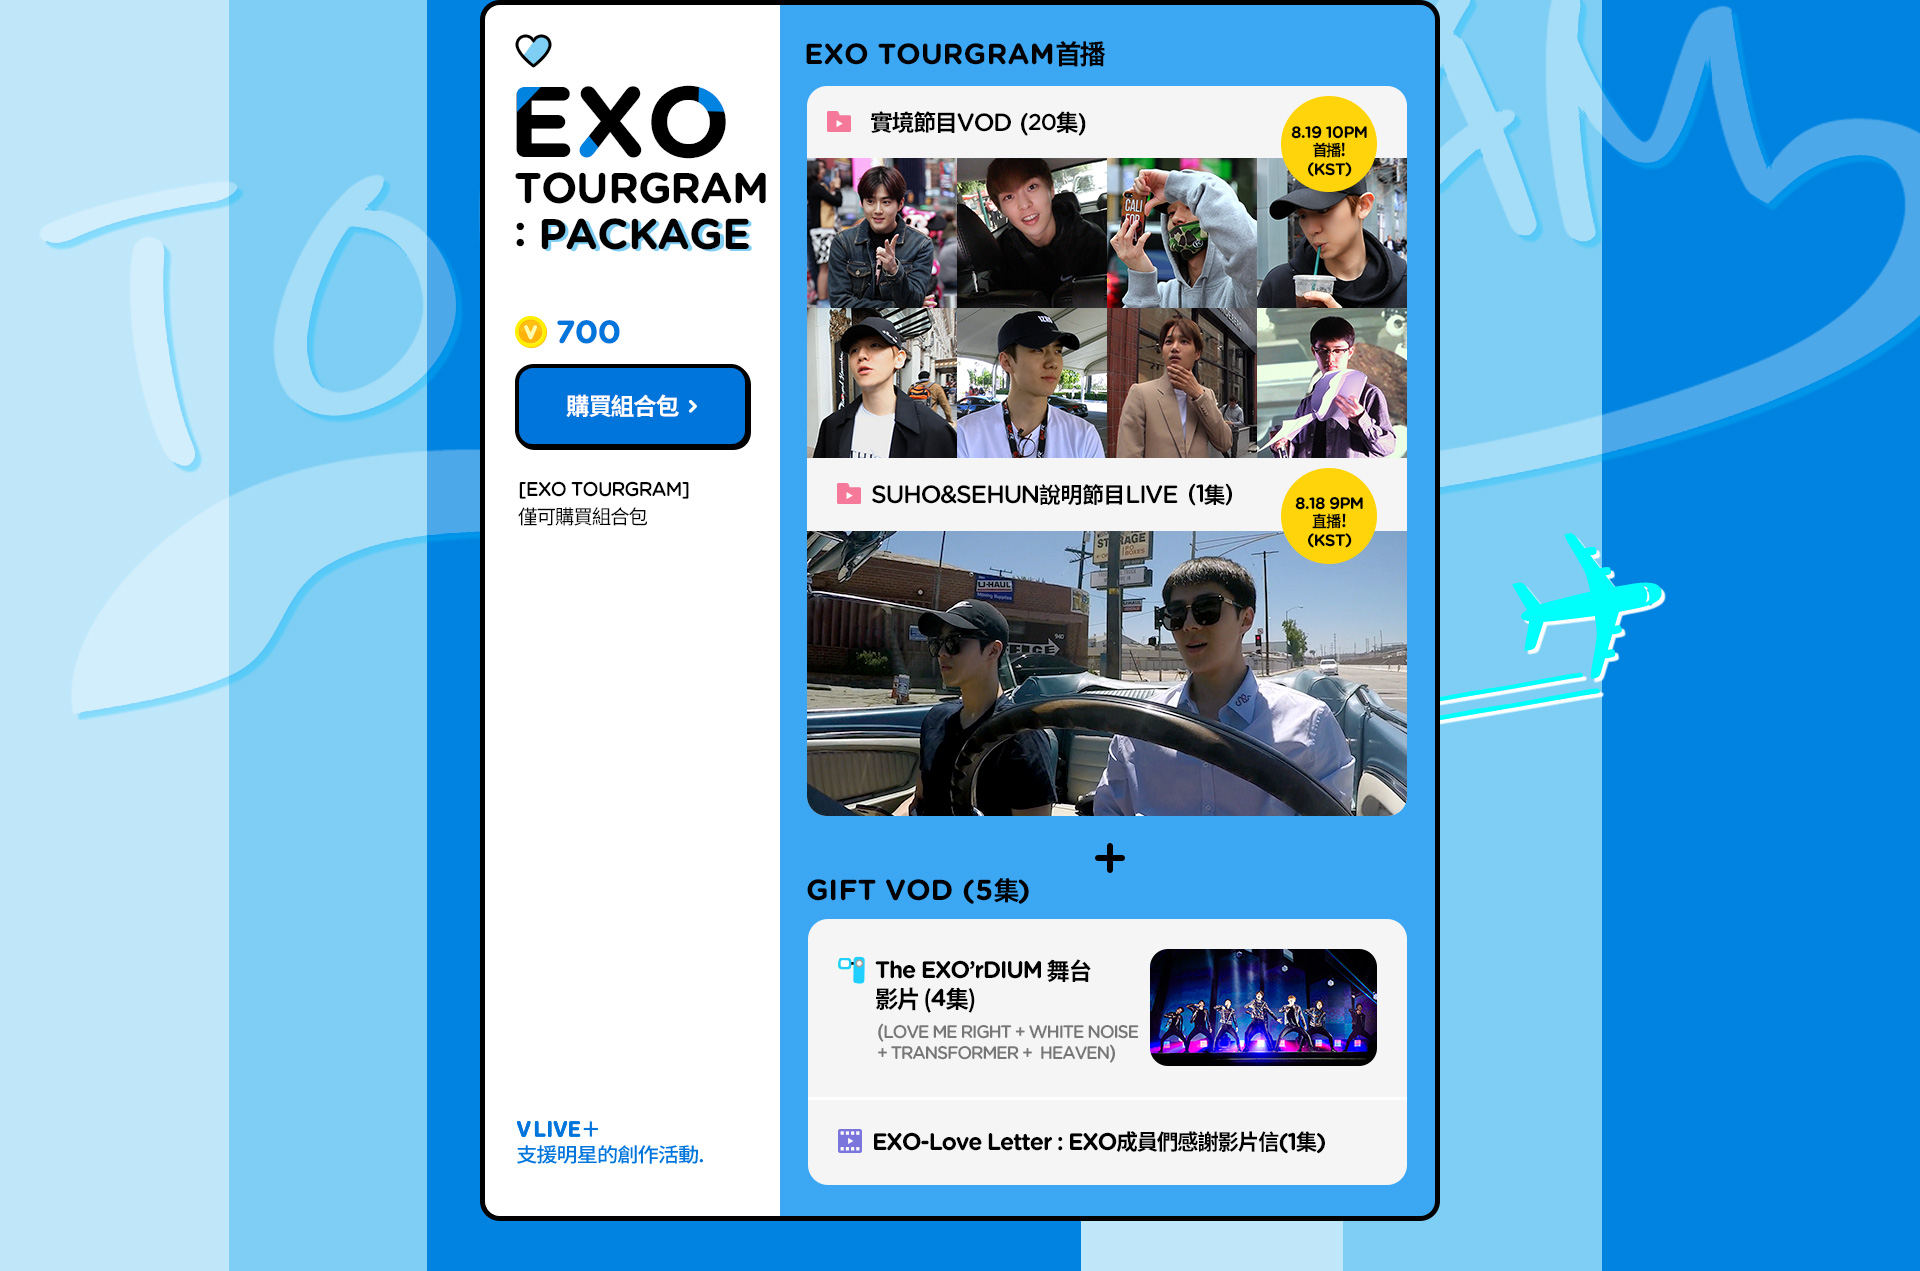 EXO
TOURGRAM
: PACKAGE
700
購買組合包 >
[EXO TOURGRAM]
僅可購買組合包
V LIVE+
支援明星的創作活動.
EXO TOURGRAM首播
實境節目VOD (20集)
8.19 10PM
首播!
(KST)
CALI
FOR
SUHO&SEHUN說明節目LIVE (1集)
8.18 9PM
直播!
(KST)
STORAGE
U-HAUL
+
GIFT VOD (5集)
The EXO’rDIUM 舞台
影片 (4集)
(LOVE ME RIGHT + WHITE NOISE
+ TRANSFORMER + HEAVEN)
EXO-Love Letter : EXO成員們感謝影片信(1集)